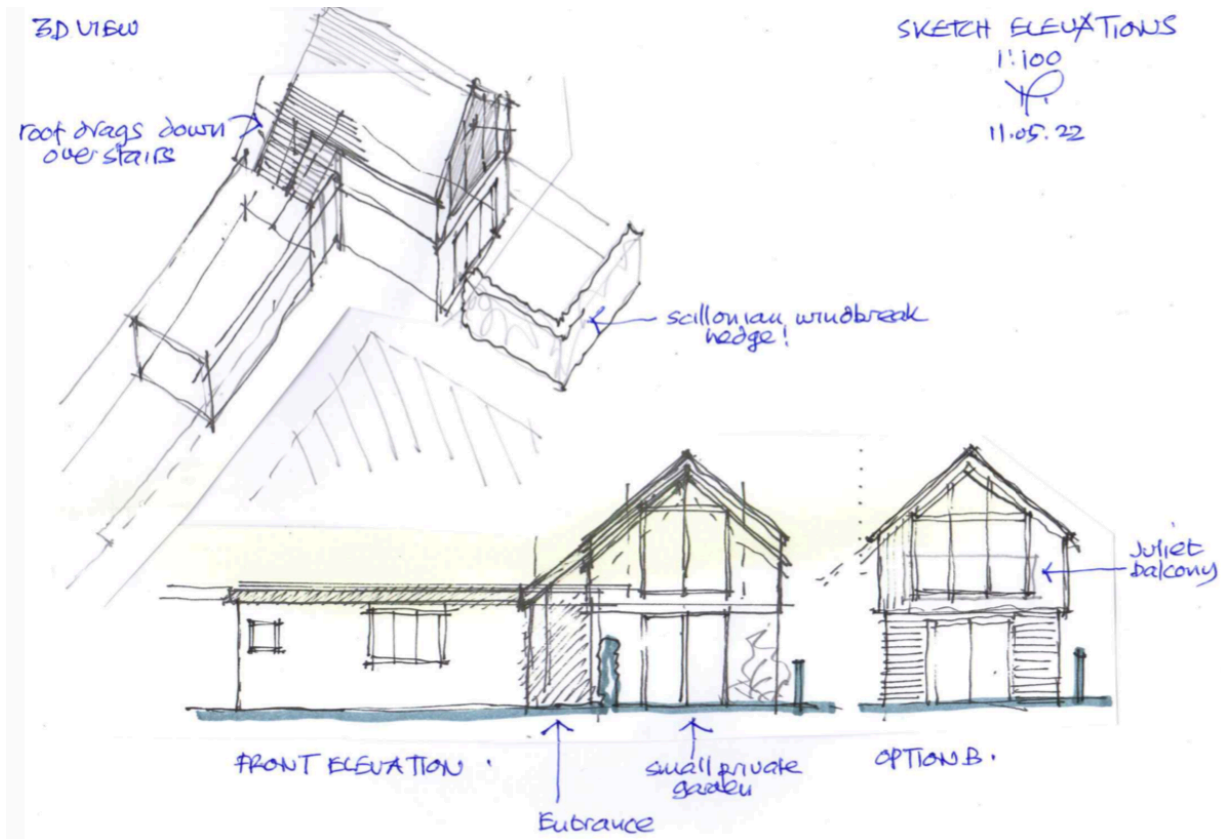 3D VIEW
SKETCH ELEVATIONS
1:100
11.05.22
roof drags down
over stairs
scillonian windbreak
hedge!
Juliet
balcony
FRONT ELEVATION.
small private
garden
OPTION B.
Entrance